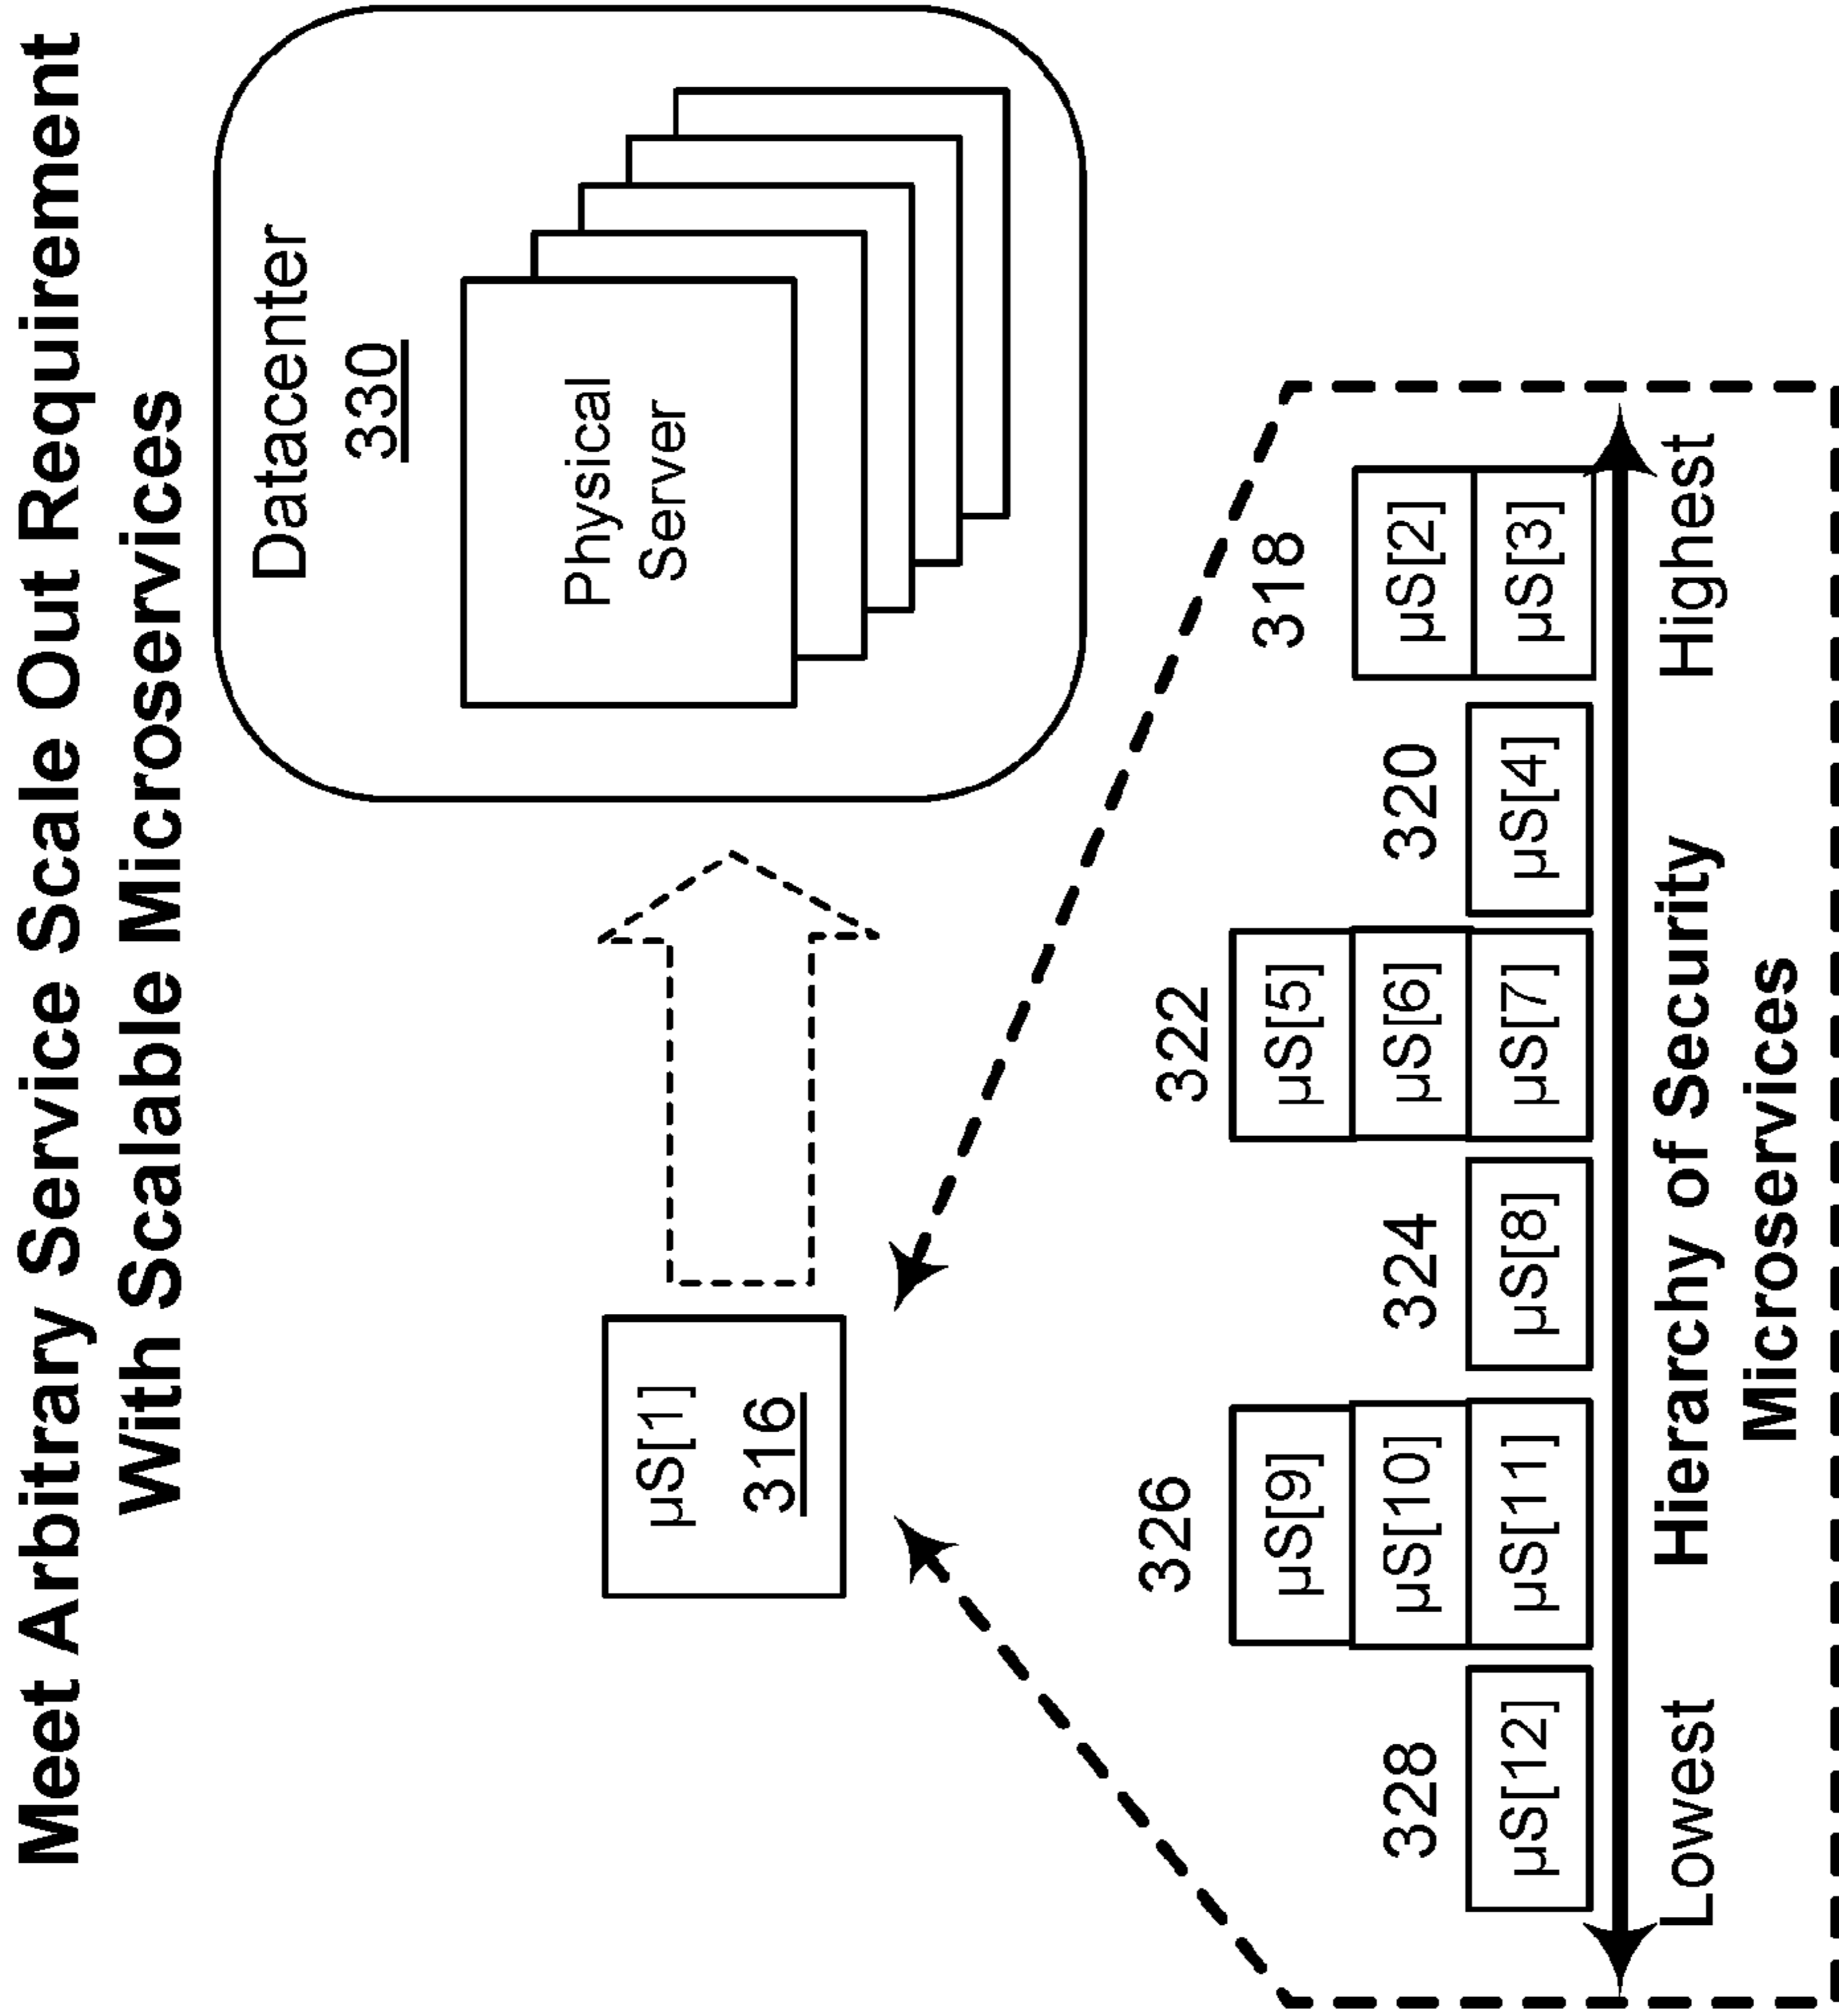 Meet Arbitrary Service Scale Out Requirement
With Scalable Microservices
Datacenter
330
Physical
Server
µS[1]
316
318
320
322
324
326
328
µS[2]
µS[3]
µS[4]
µS[5]
µS[6]
µS[7]
µS[8]
µS[9]
µS[10]
µS[11]
µS[12]
Lowest
Highest
Hierarchy of Security
Microservices